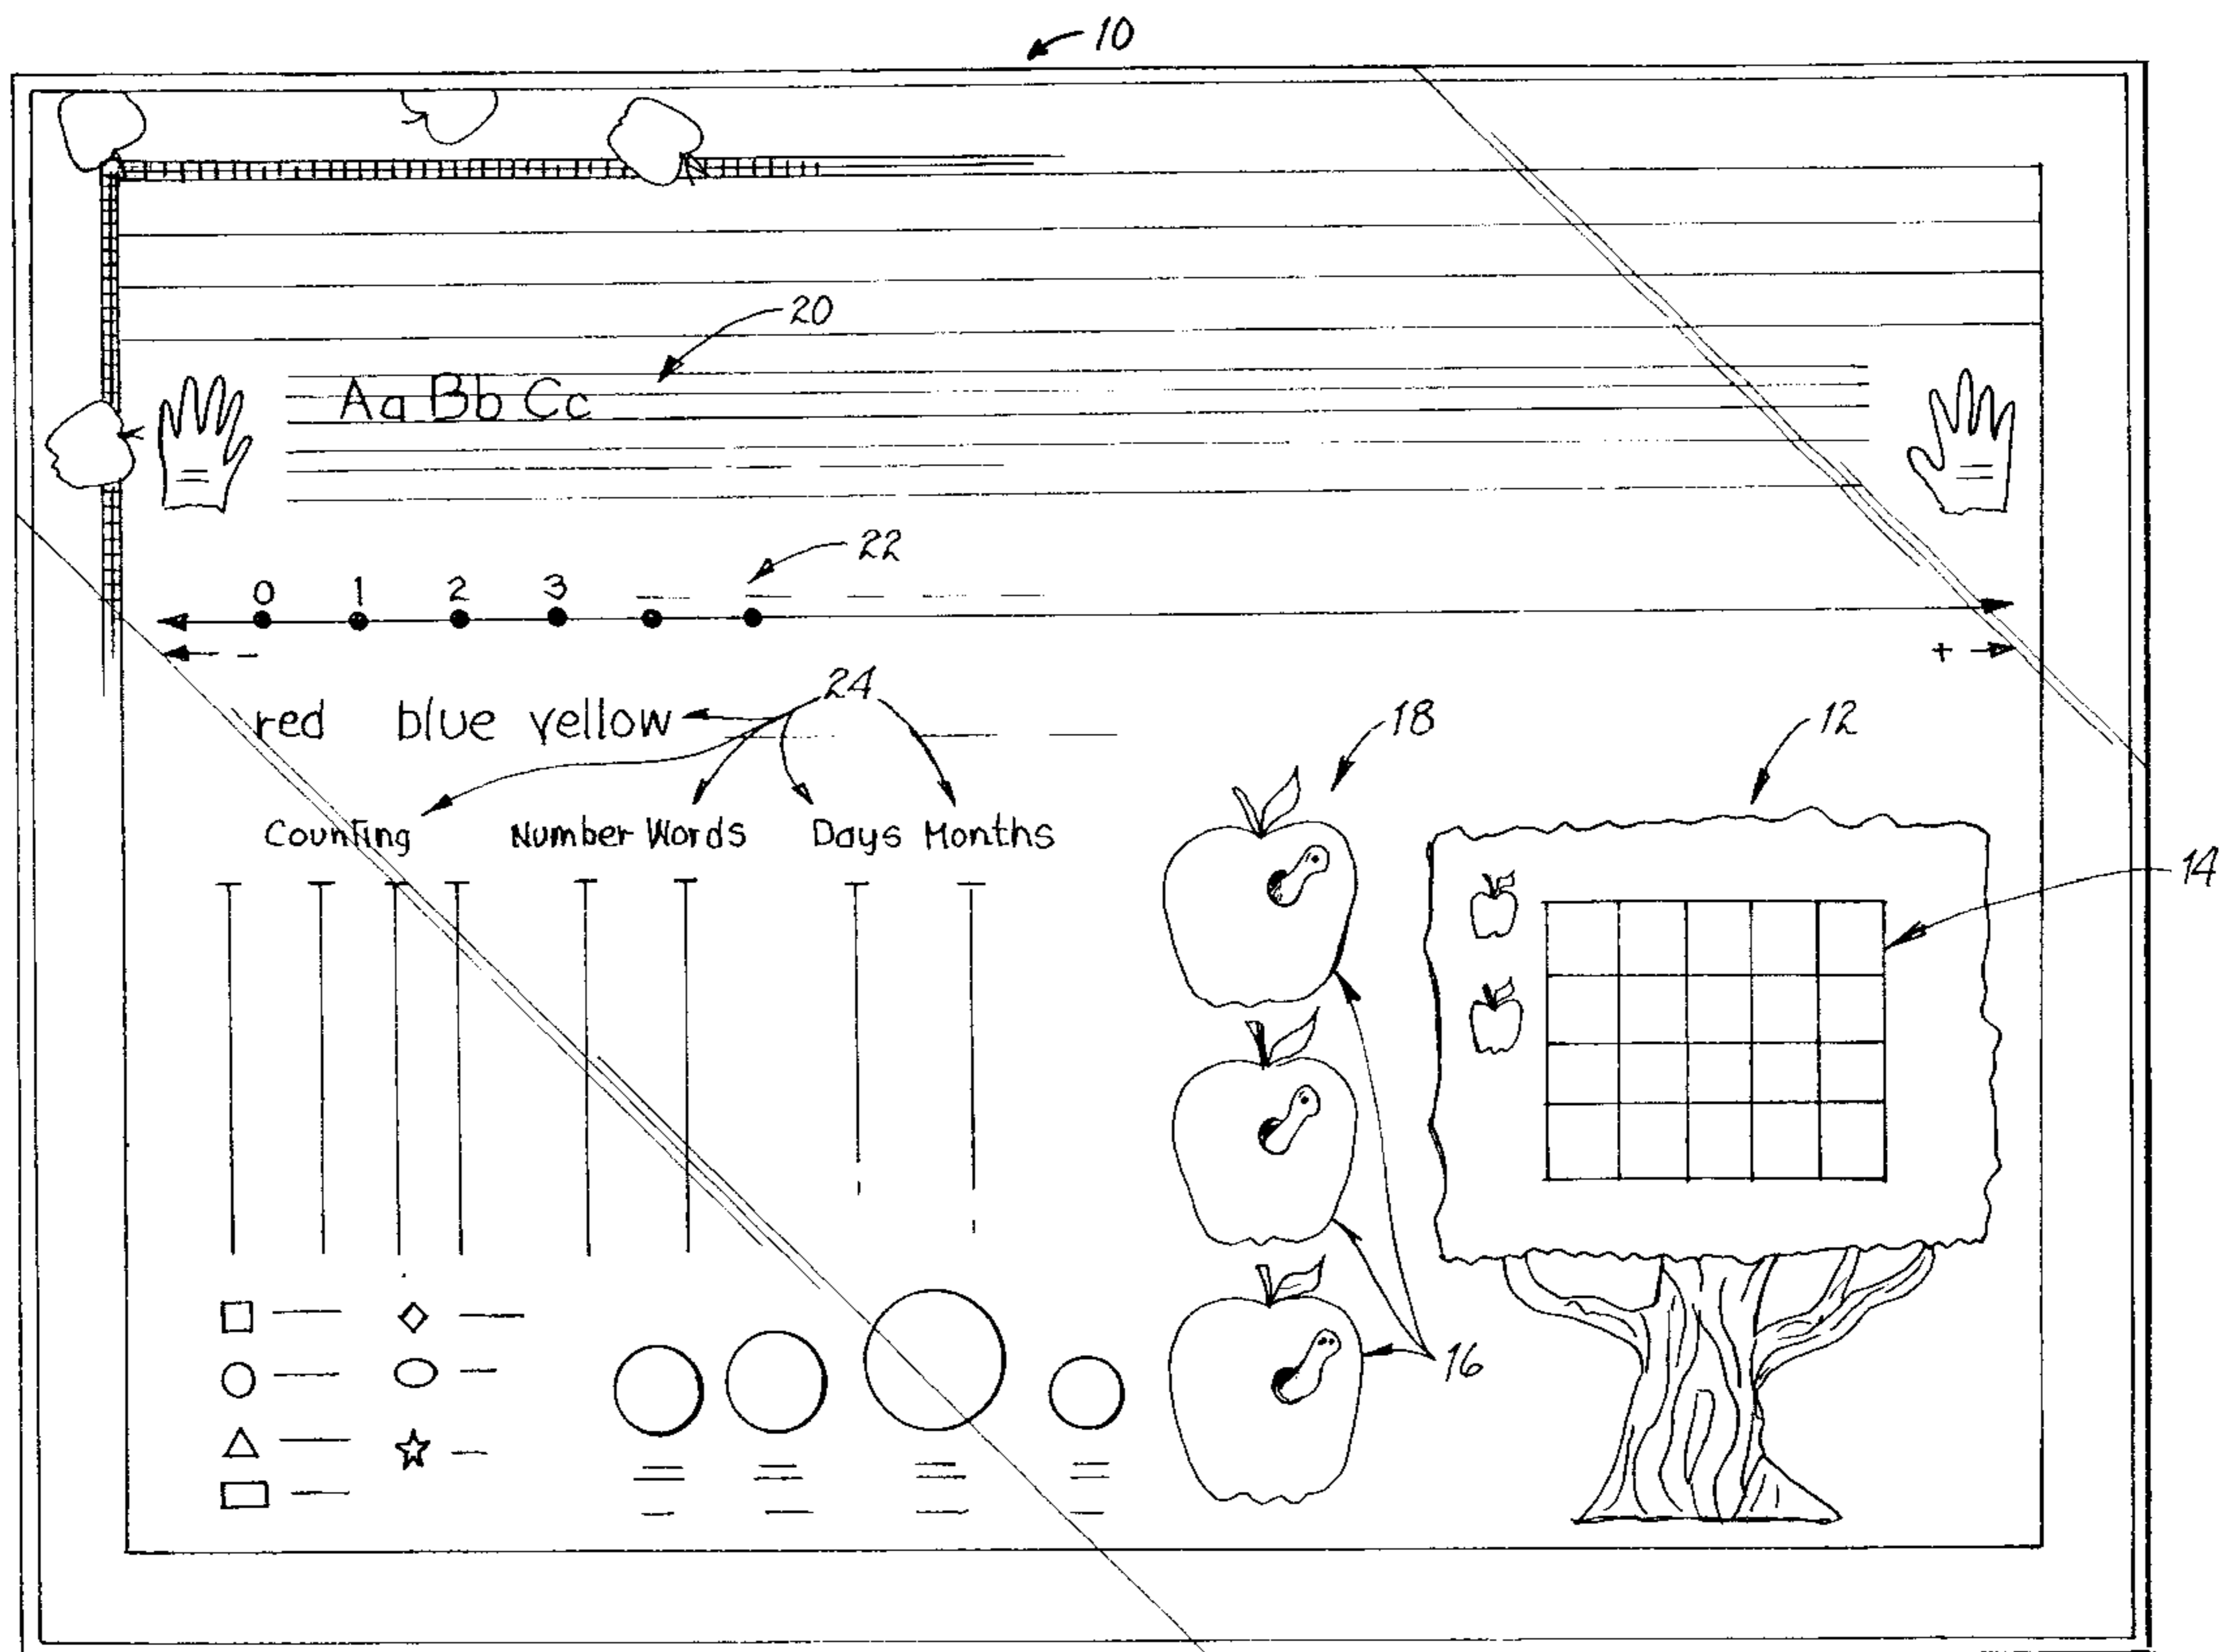 10
20
Aa Bb Cc
22
0 1 2 3
-
+
24
red blue yellow
18
12
Counting Number Words Days Months
14
16